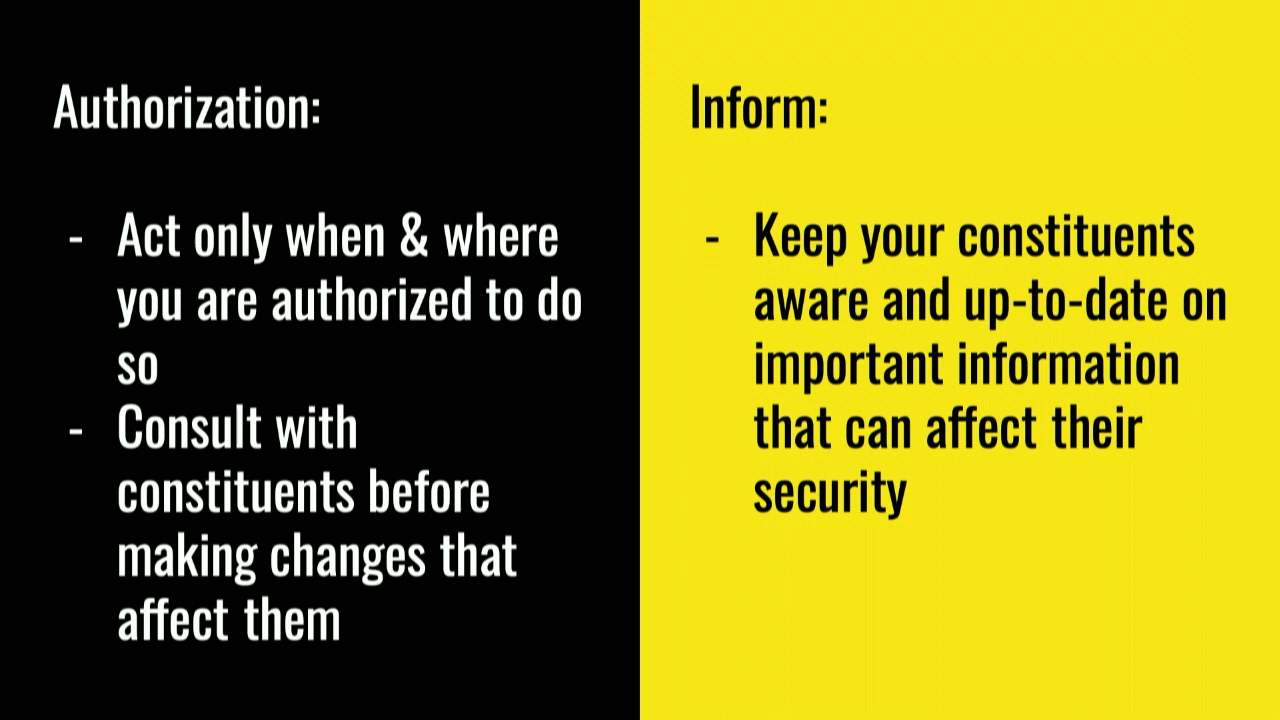 Authorization:
- Act only when & where
you are authorized to do
so
- Consult with
constituents before
making changes that
affect them
Inform:
- Keep your constituents
aware and up-to-date on
important information
that can affect their
security